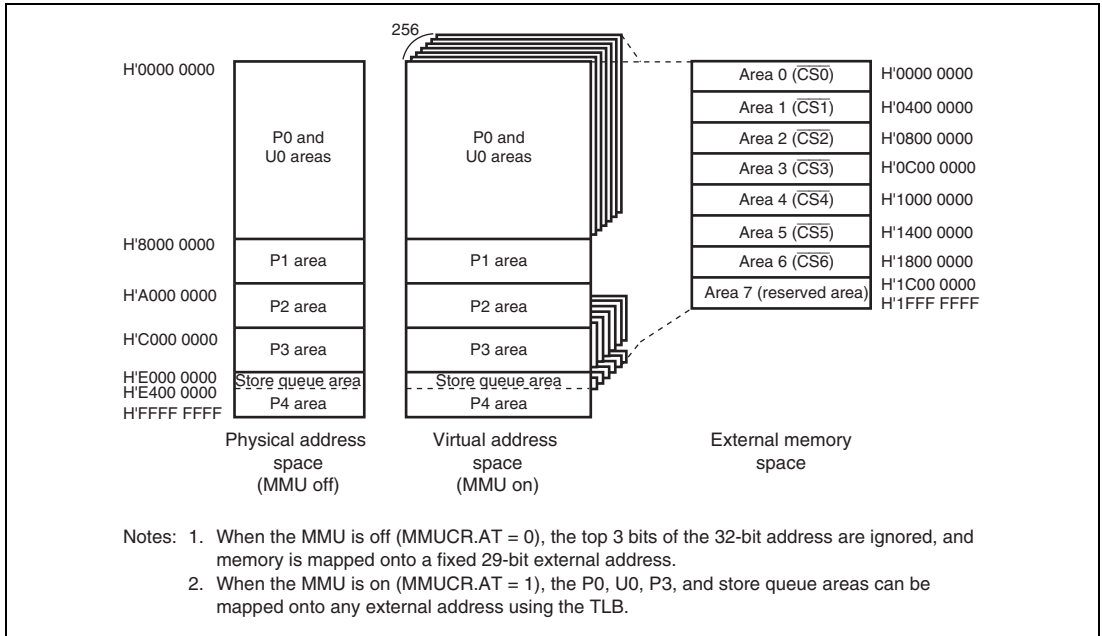 256
H'0000 0000
H'8000 0000
H'A000 0000
H'C000 0000
H'E000 0000
H'E400 0000
H'FFFF FFFF
P0 and
U0 areas
P1 area
P2 area
P3 area
Store queue area
P4 area
Physical address
space
(MMU off)
P0 and
U0 areas
P1 area
P2 area
P3 area
Store queue area
P4 area
Virtual address
space
(MMU on)
Area 0 (CS0) H'0000 0000
Area 1 (CS1) H'0400 0000
Area 2 (CS2) H'0800 0000
Area 3 (CS3) H'0C00 0000
Area 4 (CS4) H'1000 0000
Area 5 (CS5) H'1400 0000
Area 6 (CS6) H'1800 0000
Area 7 (reserved area) H'1C00 0000
H'1FFF FFFF
External memory
space
Notes: 1. When the MMU is off (MMUCR.AT = 0), the top 3 bits of the 32-bit address are ignored, and
memory is mapped onto a fixed 29-bit external address.
2. When the MMU is on (MMUCR.AT = 1), the P0, U0, P3, and store queue areas can be
mapped onto any external address using the TLB.